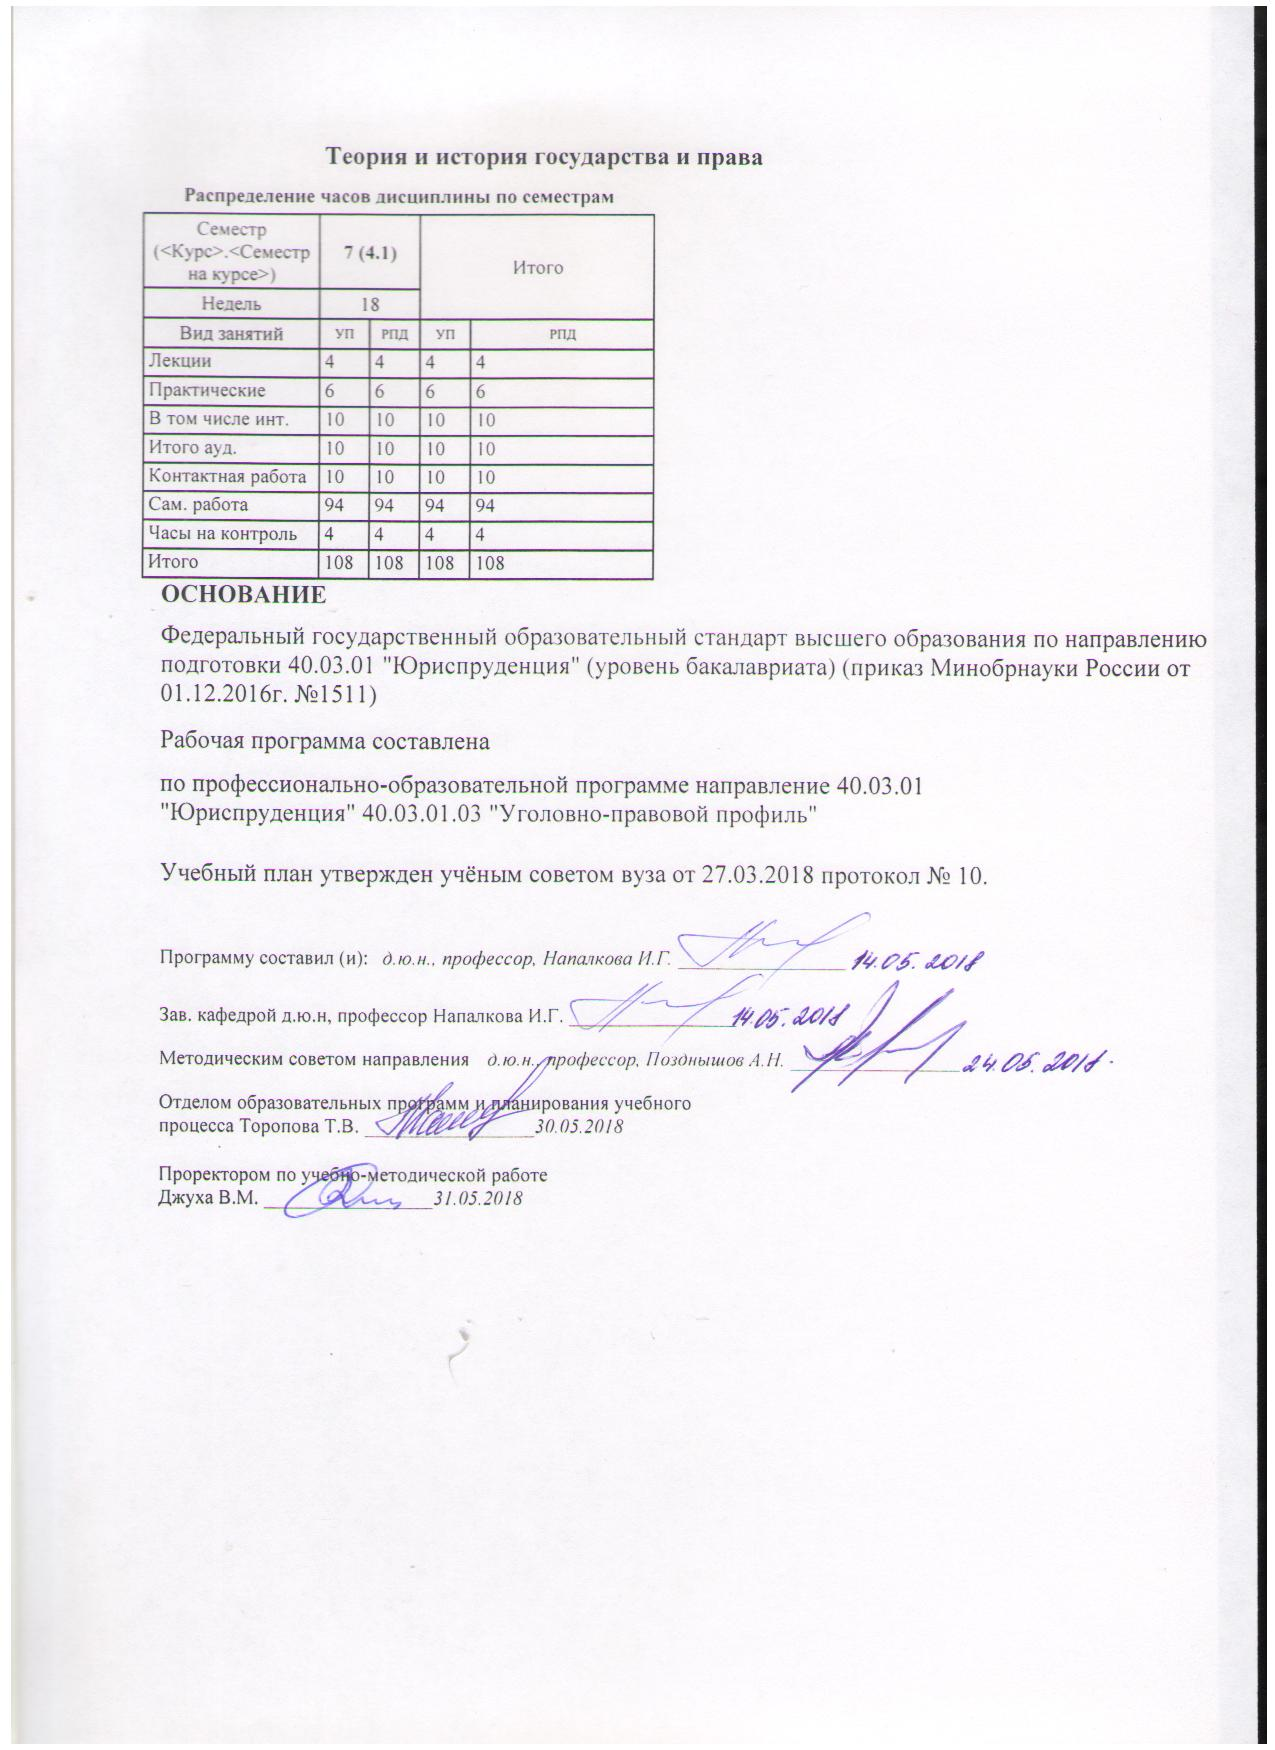 Теория и история государства и права
Распределение часов дисциплины по семестрам
Семестр
(<Курс>.<Семестр
на курсе>)
7 (4.1)
Итого
Недель 18
Вид занятий УП РПД УП РПД
Лекции 4 4 4 4
Практические 6 6 6 6
В том числе инт. 10 10 10 10
Итого ауд. 10 10 10 10
Контактная работа 10 10 10 10
Сам. работа 94 94 94 94
Часы на контроль 4 4 4 4
Итого 108 108 108 108
ОСНОВАНИЕ
Федеральный государственный образовательный стандарт высшего образования по направлению
подготовки 40.03.01 "Юриспруденция" (уровень бакалавриата) (приказ Минобрнауки России от
01.12.2016г. №1511)
Рабочая программа составлена
по профессионально-образовательной программе направление 40.03.01
"Юриспруденция" 40.03.01.03 "Уголовно-правовой профиль"
Учебный план утвержден учёным советом вуза от 27.03.2018 протокол № 10.
Программу составил (и): д.ю.н., профессор, Напалкова И.Г. 14.05.2018
Зав. кафедрой д.ю.н, профессор Напалкова И.Г. 14.05.2018
Методическим советом направления д.ю.н., профессор, Позднышов А.Н. 24.05.2018.
Отделом образовательных программ и планирования учебного
процесса Торопова Т.В. 30.05.2018
Проректором по учебно-методической работе
Джуха В.М. 31.05.2018